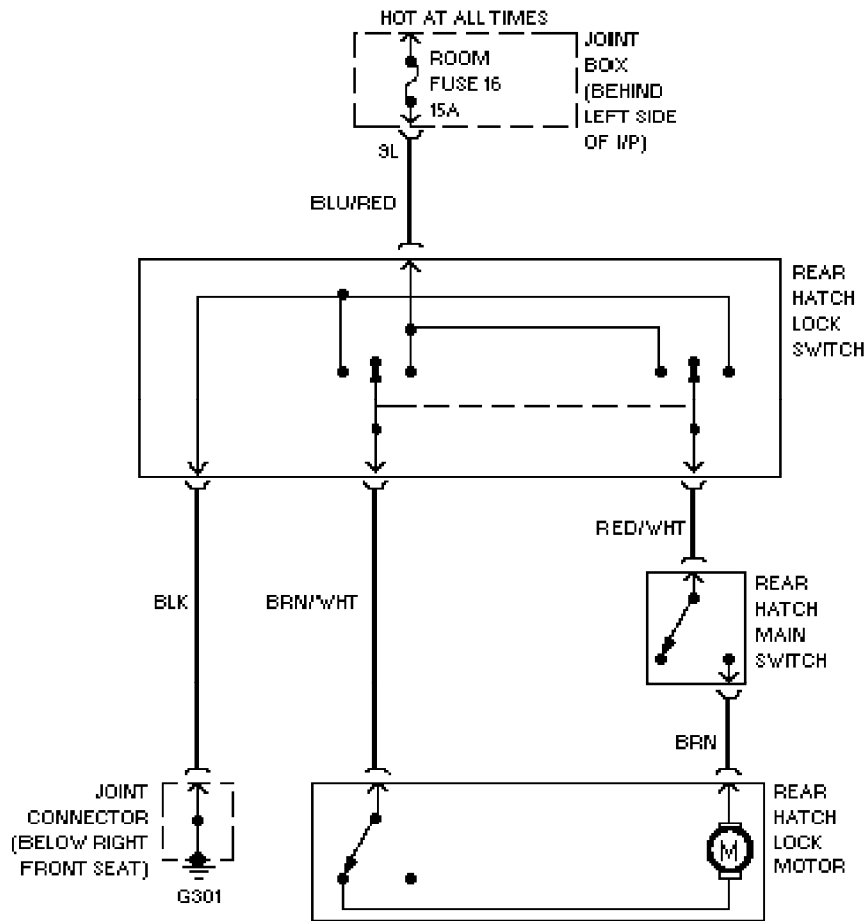 HOT AT ALL TIMES
ROOM
FUSE 16
15A
JOINT
BOX
(BEHIND
LEFT SIDE
OF I/P)
9L
BLU/RED
REAR
HATCH
LOCK
SWITCH
RED/WHT
BLK
BRN/WHT
REAR
HATCH
MAIN
SWITCH
BRN
JOINT
CONNECTOR
(BELOW RIGHT
FRONT SEAT)
G301
M
REAR
HATCH
LOCK
MOTOR